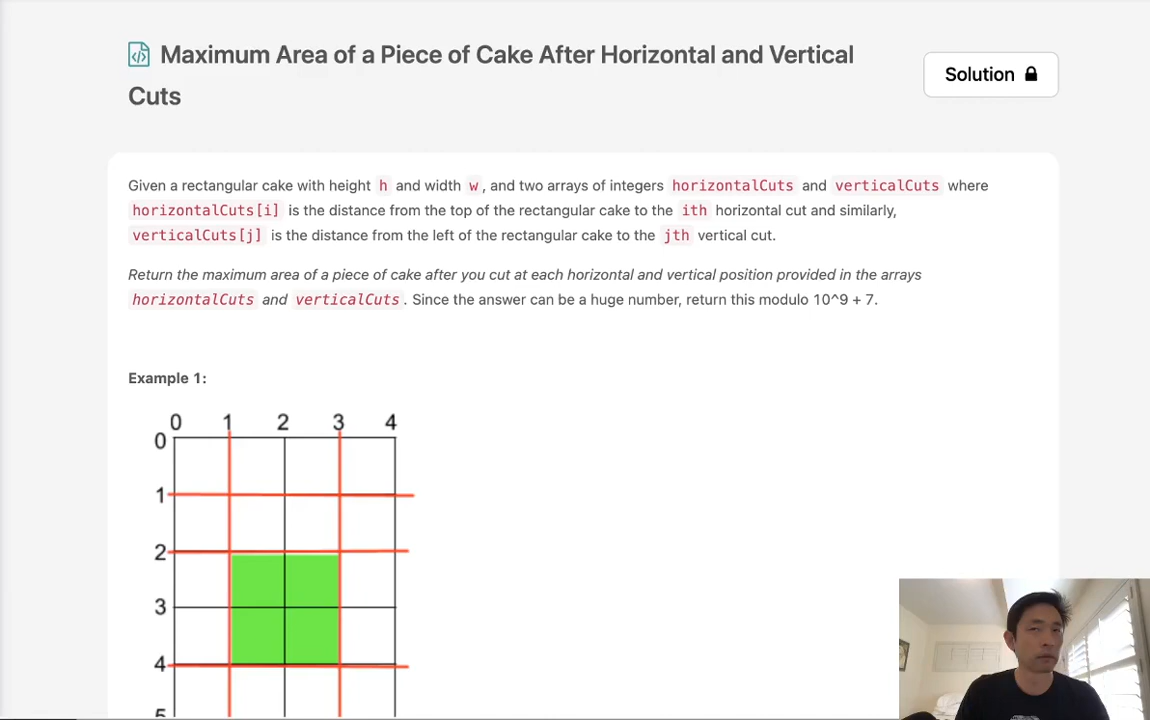 Maximum Area of a Piece of Cake After Horizontal and Vertical
Cuts
Solution
Given a rectangular cake with height h and width w, and two arrays of integers horizontalCuts and verticalCuts where
horizontalCuts[i] is the distance from the top of the rectangular cake to the ith horizontal cut and similarly,
verticalCuts[j] is the distance from the left of the rectangular cake to the jth vertical cut.
Return the maximum area of a piece of cake after you cut at each horizontal and vertical position provided in the arrays
horizontalCuts and verticalCuts. Since the answer can be a huge number, return this modulo 10^9 + 7.
Example 1:
0 1 2 3 4
0
1
2
3
4
5